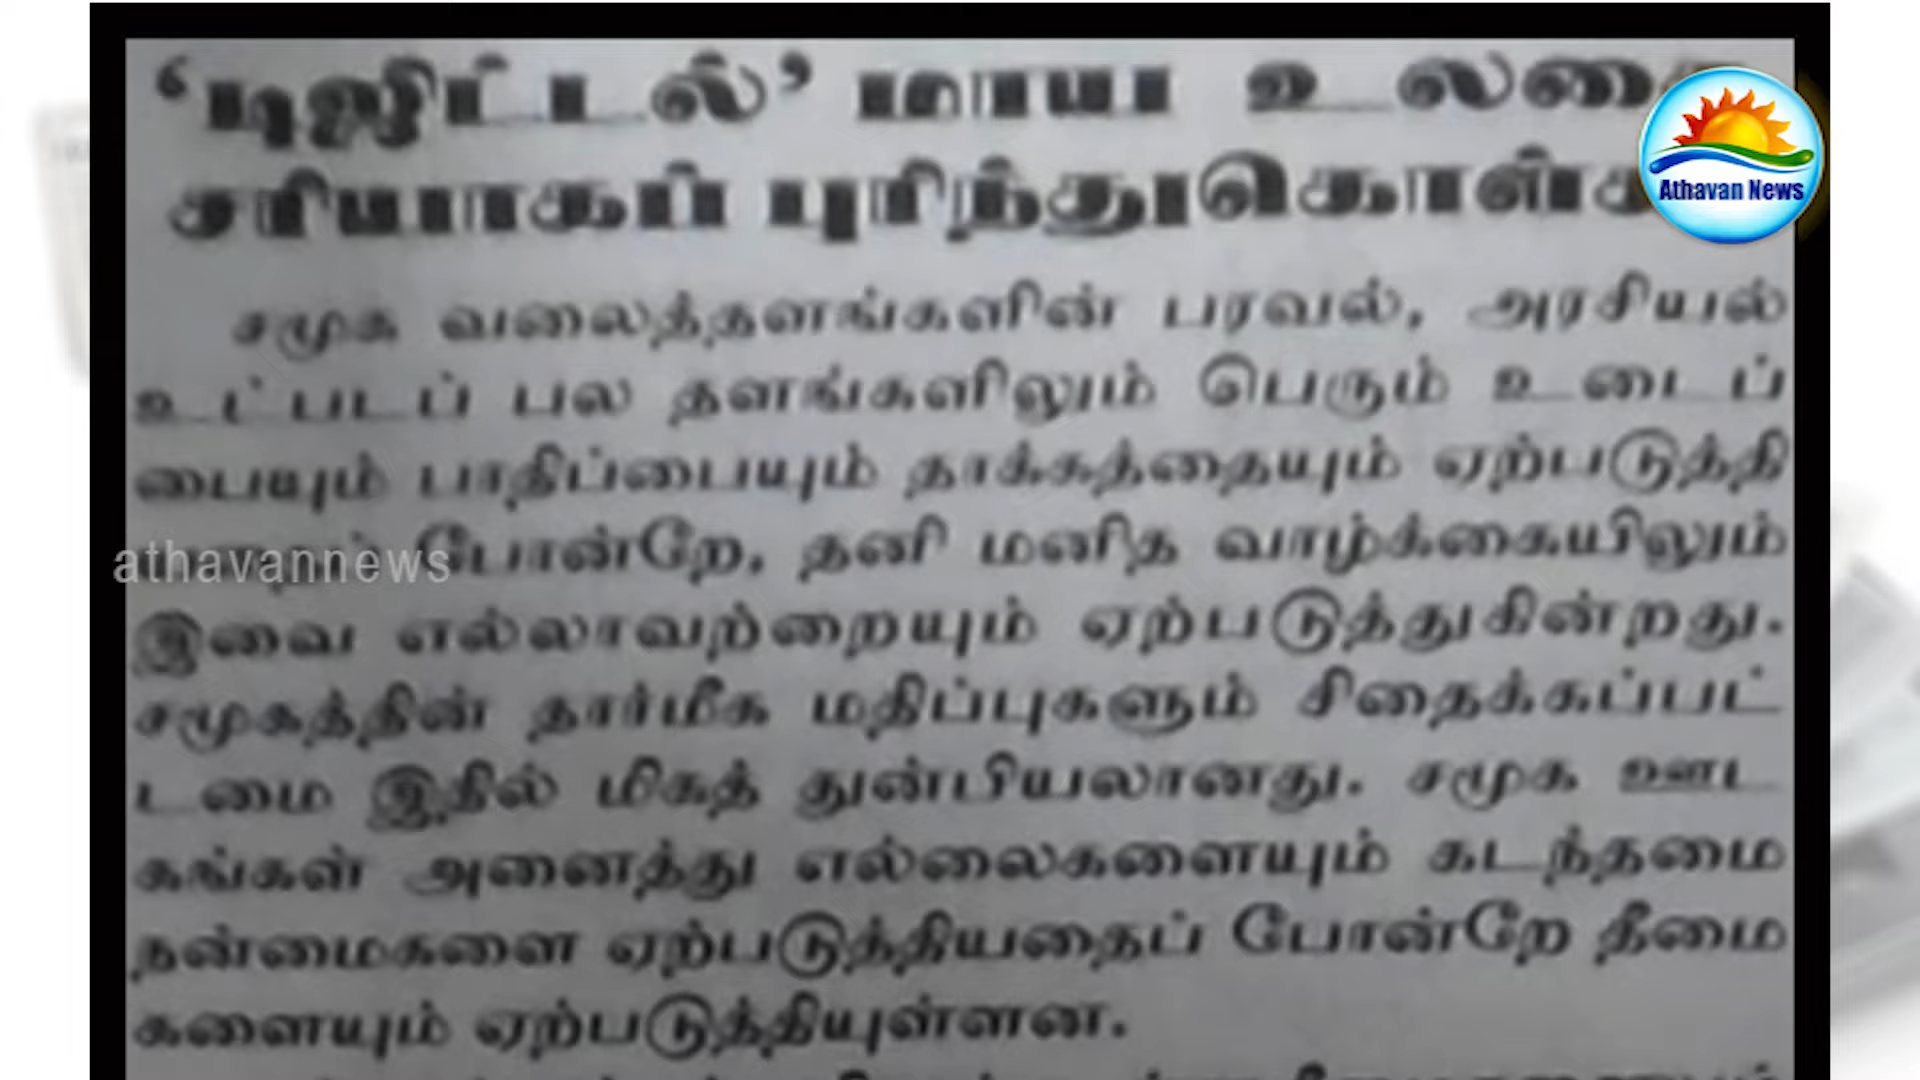 ‘டிஜிட்டல்’ மாய
சரியாகப்
Athavan News
சமூக வலைத்தளங்களின் பரவல், அரசியல்
உட்படப் பல தளங்களிலும் பெரும் உடைப்
பையும் பாதிப்பையும் தாக்கத்தையும் ஏற்படுத்தி
போன்றே, தனி மனித வாழ்க்கையிலும்
athavannews
இவை எல்லாவற்றையும் ஏற்படுத்துகின்றது.
சமூகத்தின் தார்மீக மதிப்புகளும் சிதைக்கப்பட்
டமை இதில் மிகத் துன்பியலானது. சமூக ஊட
கங்கள் அனைத்து எல்லைகளையும் கடந்தமை
நன்மைகளை ஏற்படுத்தியதைப் போன்றே தீமை
களையும் ஏற்படுத்தியுள்ளன.